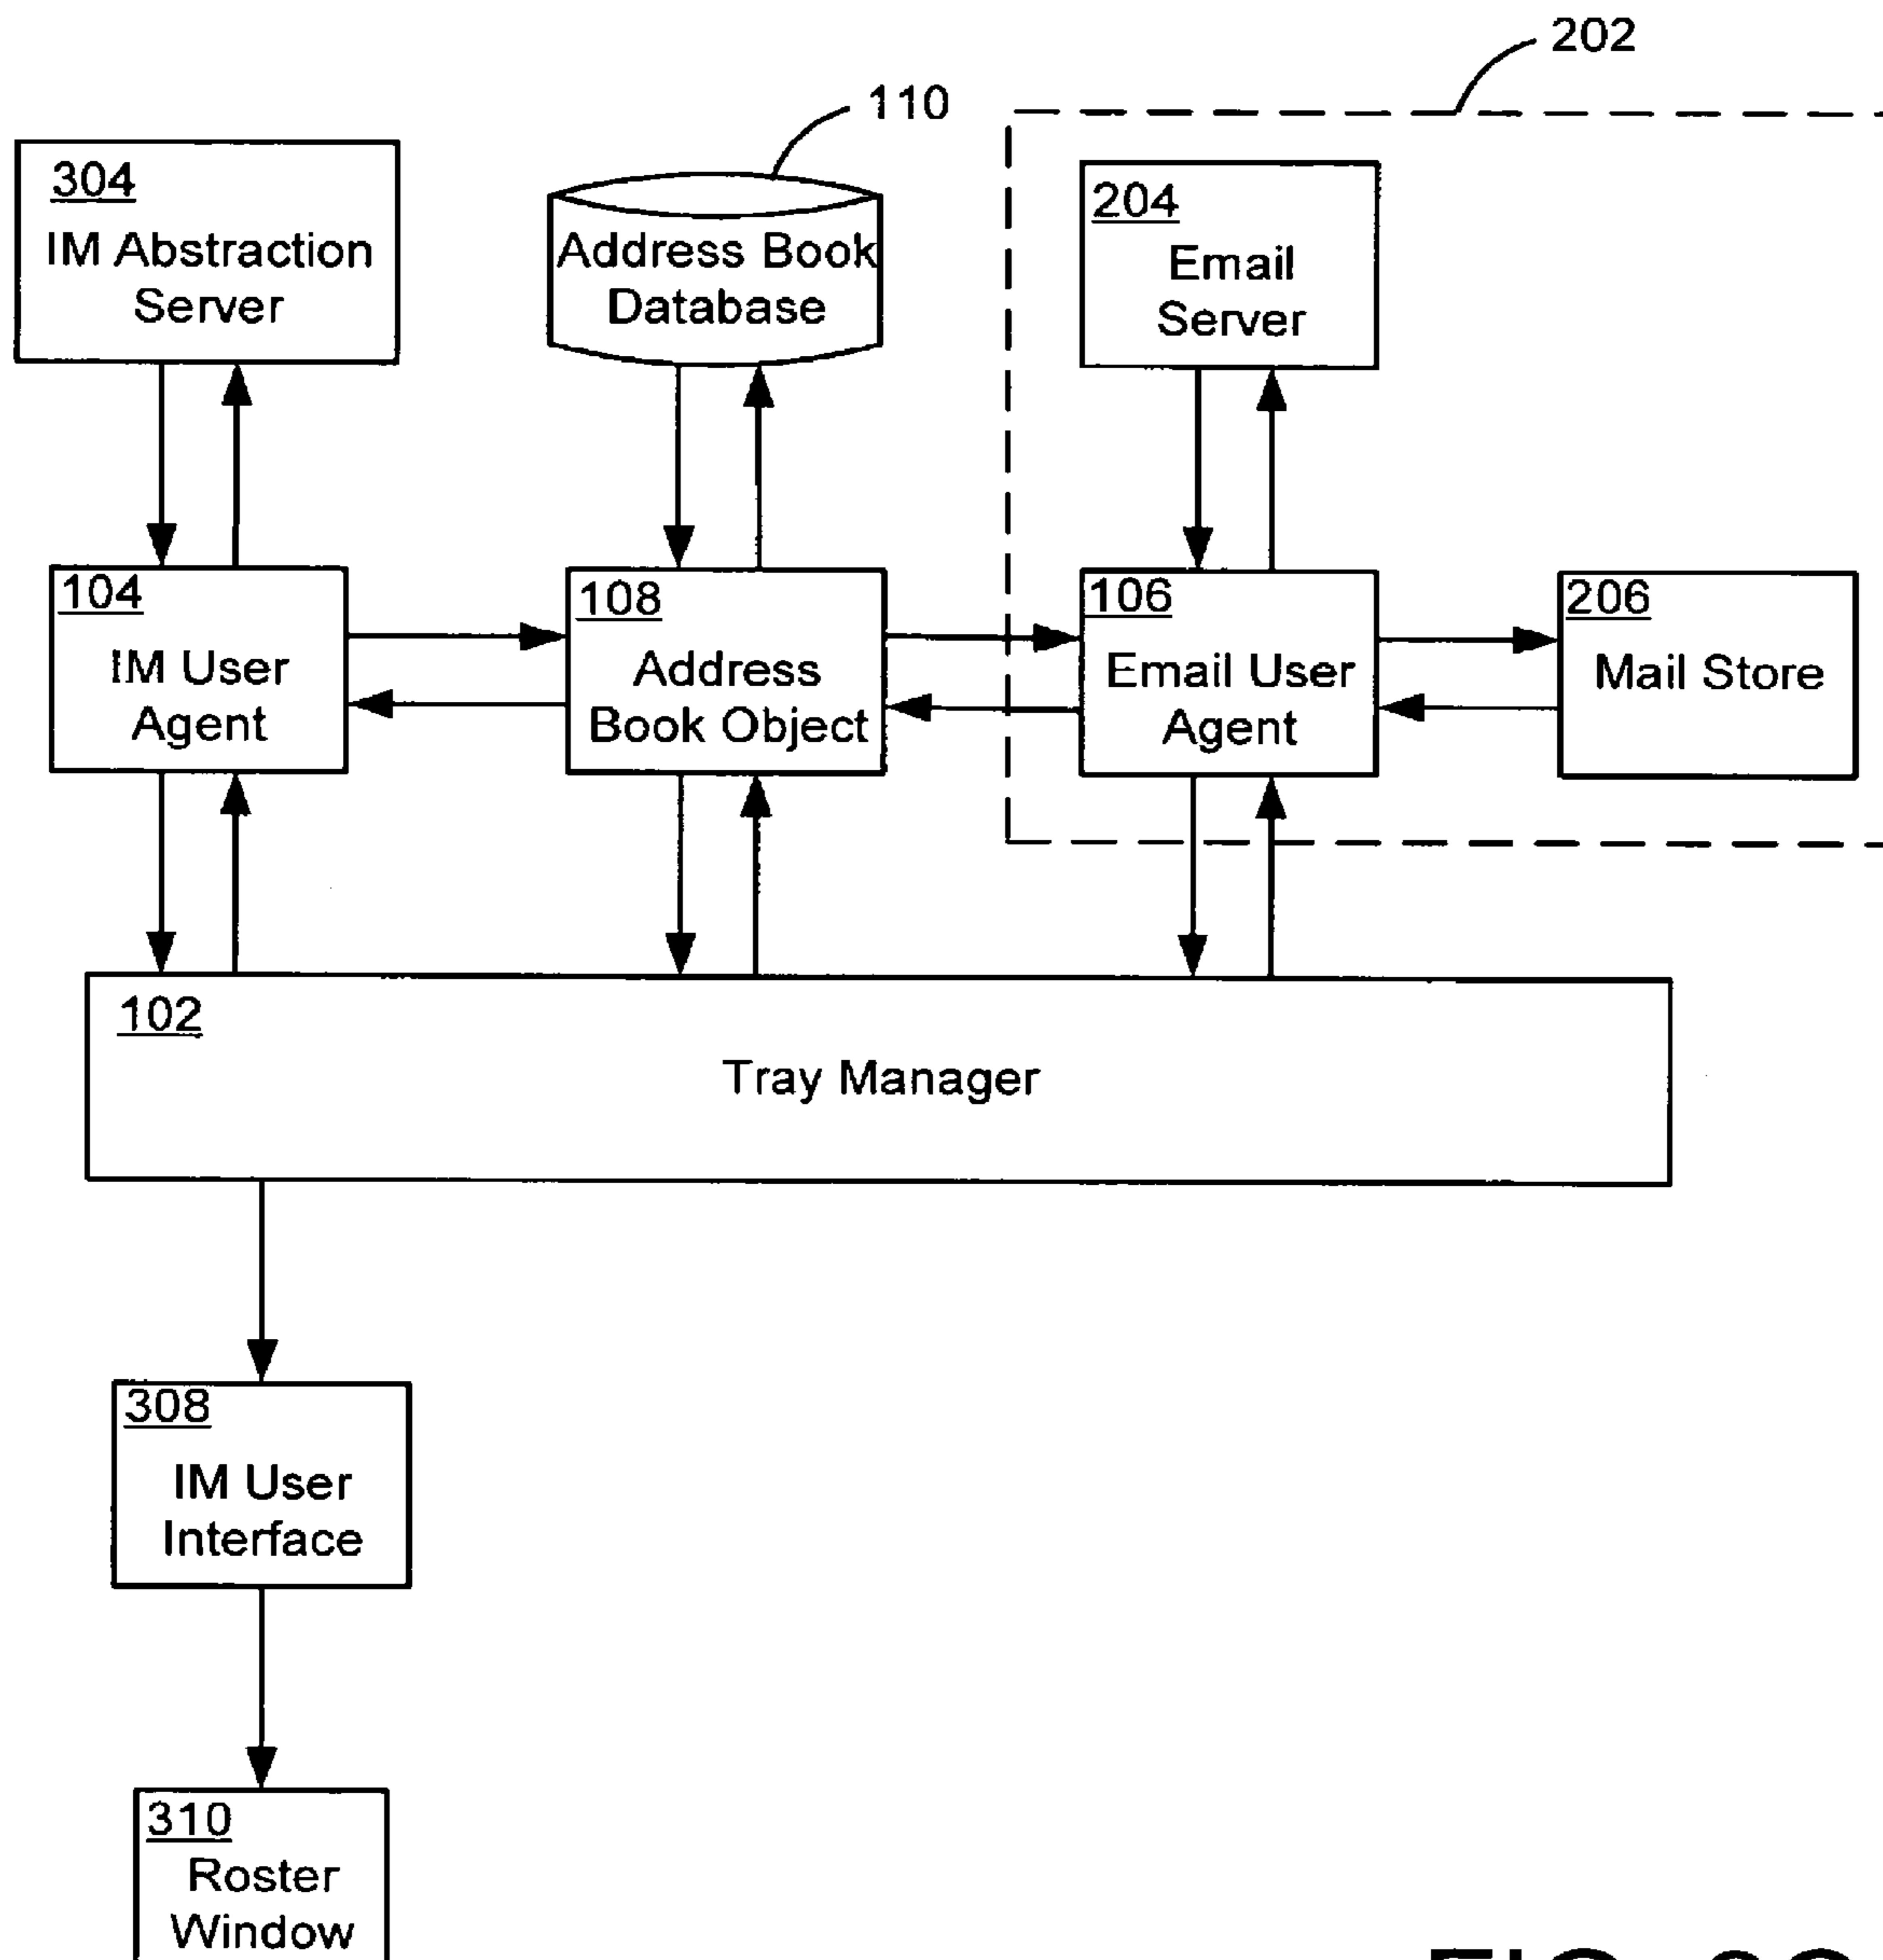 202
110
304
IM Abstraction
Server
Address Book
Database
204
Email
Server
104
IM User
Agent
108
Address
Book Object
106
Email User
Agent
206
Mail Store
102
Tray Manager
308
IM User
Interface
310
Roster
Window